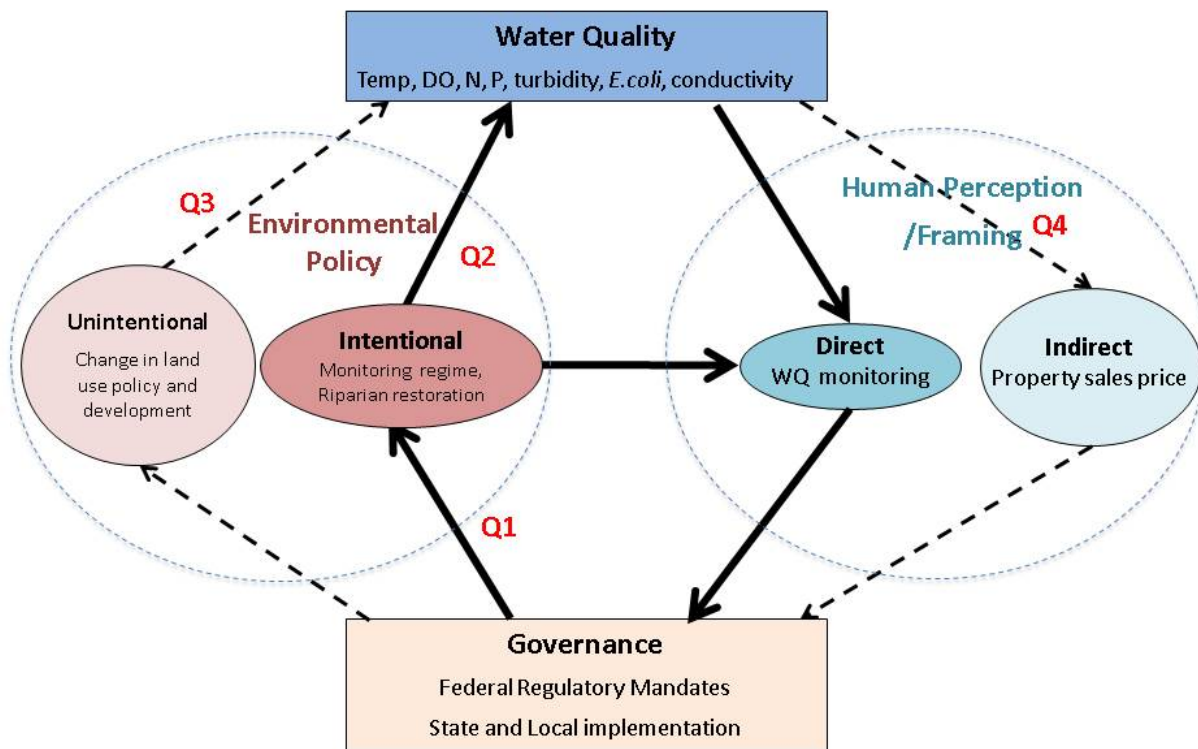 Water Quality
Temp, DO, N, P, turbidity, E.coli, conductivity
Q3
Environmental
Policy
Q2
Human Perception
/Framing
Q4
Unintentional
Change in land
use policy and
development
Intentional
Monitoring regime,
Riparian restoration
Direct
WQ monitoring
Indirect
Property sales price
Q1
Governance
Federal Regulatory Mandates
State and Local implementation